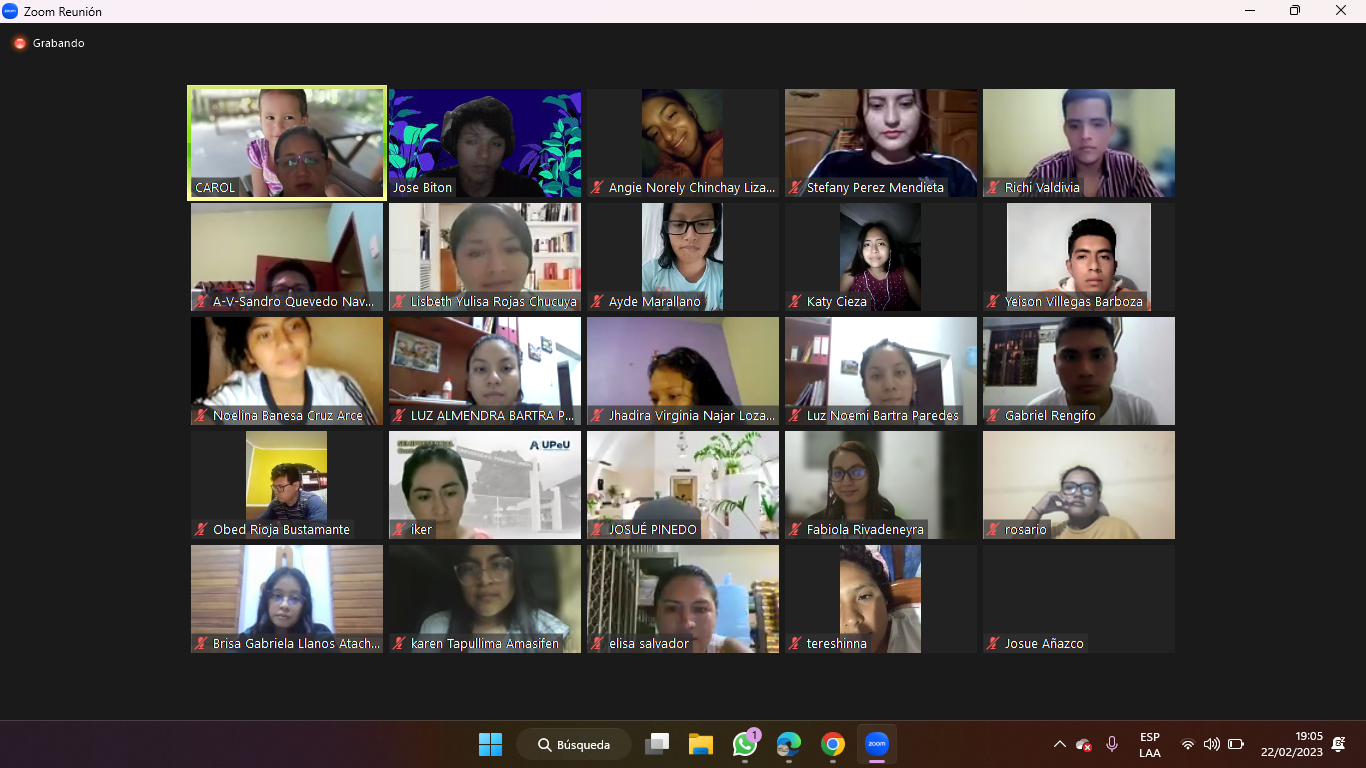 Zoom Reunión
Grabando
CAROL
Jose Biton
Angie Norely Chinchay Liza...
Stefany Perez Mendieta
Richi Valdivia
A-V-Sandro Quevedo Nav...
Lisbeth Yulisa Rojas Chucuya
Ayde Marallano
Katy Cieza
Yeison Villegas Barboza
Noelina Banesa Cruz Arce
LUZ ALMENDRA BARTRA P...
Jhadira Virginia Najar Loza...
Luz Noemi Bartra Paredes
Gabriel Rengifo
UPeU
Obed Rioja Bustamante
iker
JOSUÉ PINEDO
Fabiola Rivadeneyra
rosario
Brisa Gabriela Llanos Atach...
karen Tapullima Amasifen
elisa salvador
tereshinna
Josue Añazco
Búsqueda
1
zoom
ESP
LAA
19:05
22/02/2023